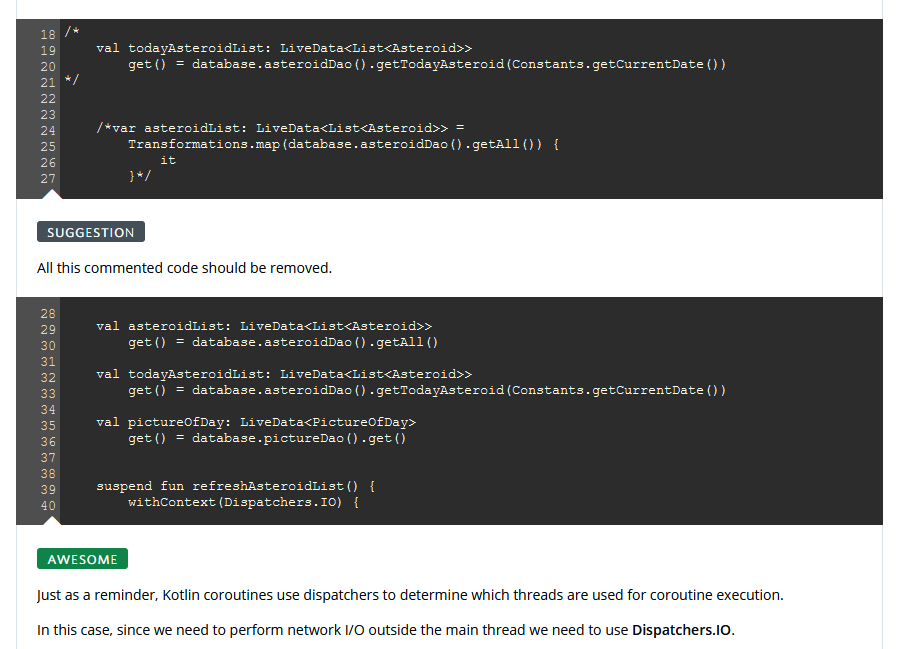 18 /*
19     val todayAsteroidList: LiveData<List<Asteroid>>
20         get() = database.asteroidDao().getTodayAsteroid(Constants.getCurrentDate())
21 */
22
23
24     /*var asteroidList: LiveData<List<Asteroid>> =
25         Transformations.map(database.asteroidDao().getAll()) {
26             it
27         }*/
SUGGESTION
All this commented code should be removed.
28
29     val asteroidList: LiveData<List<Asteroid>>
30         get() = database.asteroidDao().getAll()
31
32     val todayAsteroidList: LiveData<List<Asteroid>>
33         get() = database.asteroidDao().getTodayAsteroid(Constants.getCurrentDate())
34
35     val pictureOfDay: LiveData<PictureOfDay>
36         get() = database.pictureDao().get()
37
38
39     suspend fun refreshAsteroidList() {
40         withContext(Dispatchers.IO) {
AWESOME
Just as a reminder, Kotlin coroutines use dispatchers to determine which threads are used for coroutine execution.
In this case, since we need to perform network I/O outside the main thread we need to use Dispatchers.IO.